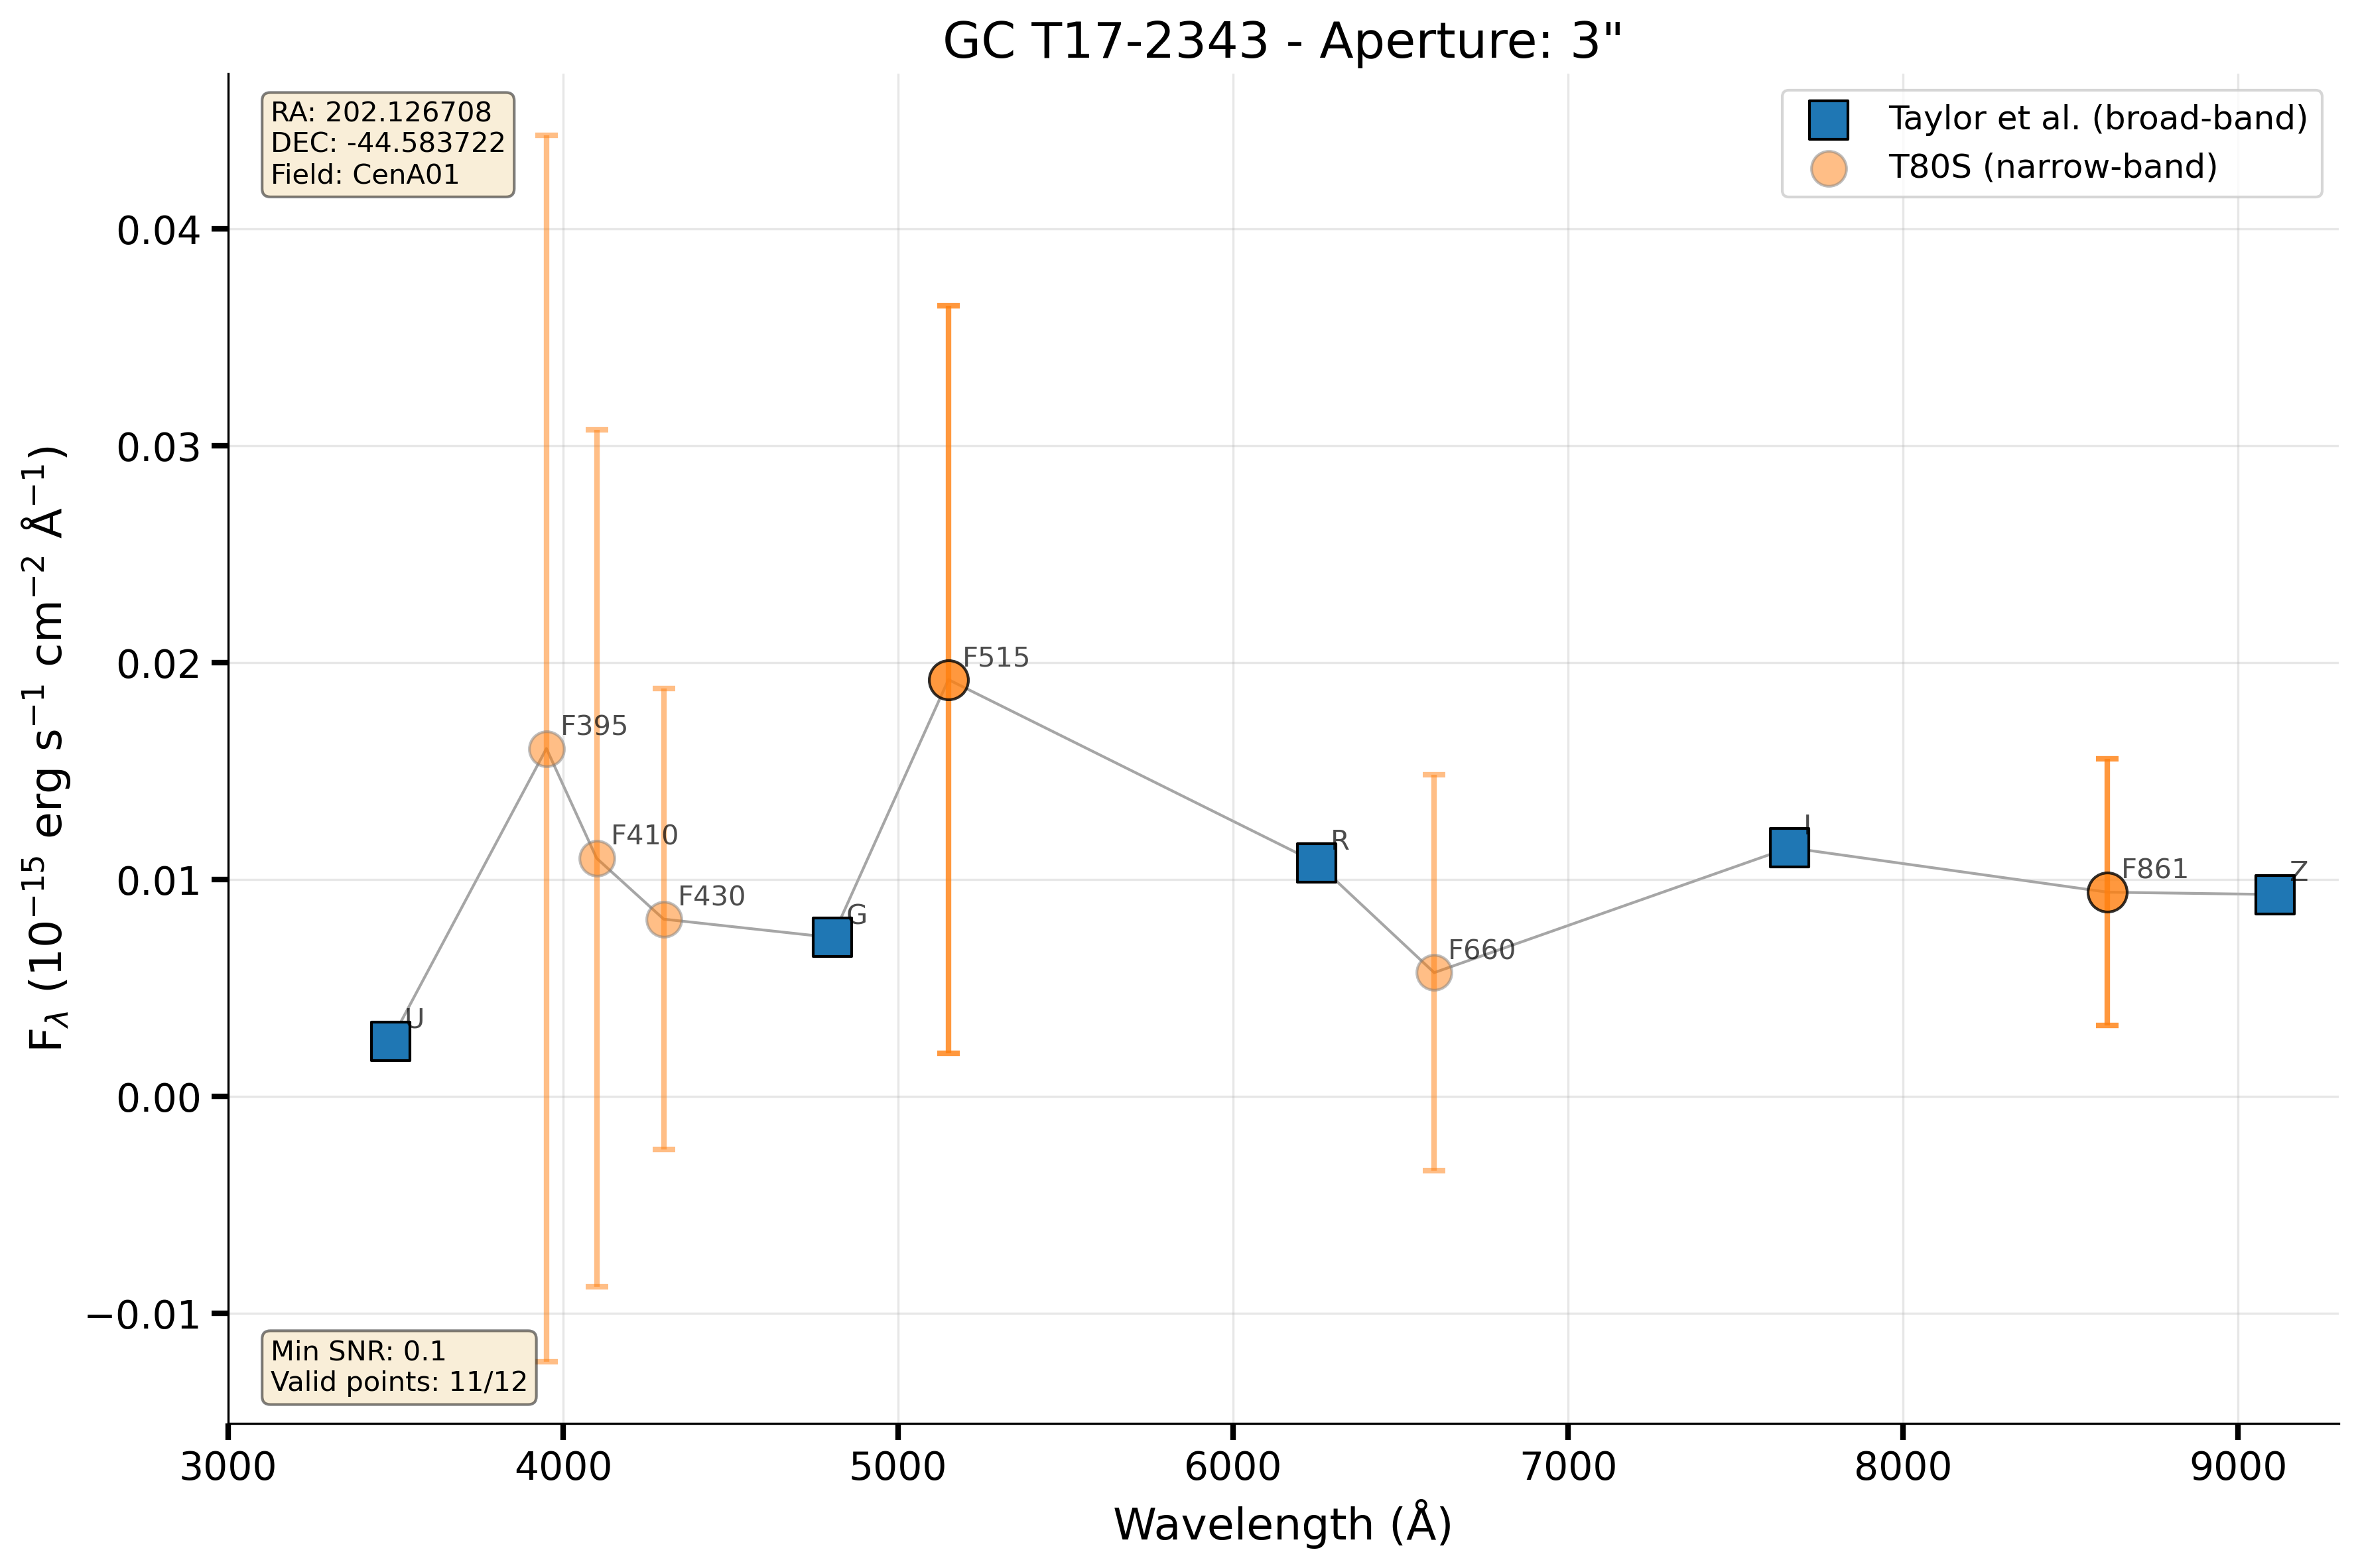 GC T17-2343 - Aperture: 3"
RA: 202.126708
DEC: -44.583722
Field: CenA01
Taylor et al. (broad-band)
T80S (narrow-band)
0.04
0.03
0.02
0.01
0.00
−0.01
F_λ (10⁻¹⁵ erg s⁻¹ cm⁻² Å⁻¹)
U
F395
F410
F430
G
F515
R
F660
I
F861
Z
Min SNR: 0.1
Valid points: 11/12
3000 4000 5000 6000 7000 8000 9000
Wavelength (Å)